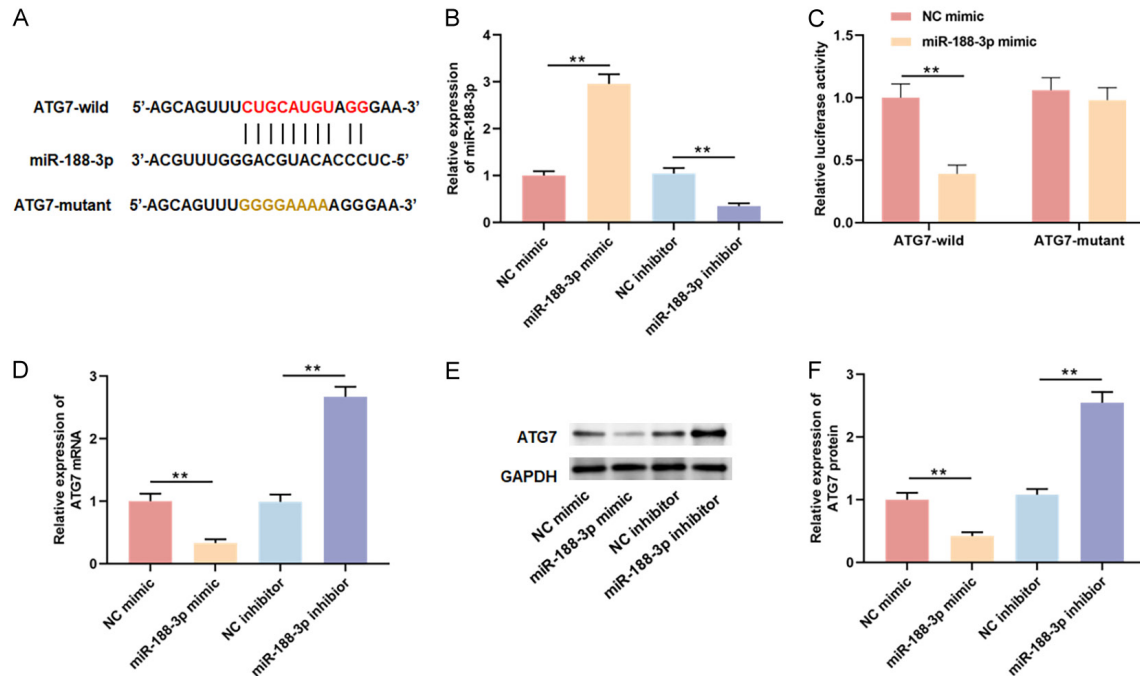 A
ATG7-wild 5'-AGCAGUUUCUGCAUGUAGGGAA-3'
miR-188-3p 3'-ACGUUUGGGACGUACACCCUC-5'
ATG7-mutant 5'-AGCAGUUUGGGGAAAAAGGGAA-3'
B
Relative expression
of miR-188-3p
4
3
2
1
0
**
**
NC mimic
miR-188-3p mimic
NC inhibitor
miR-188-3p inhibior
C
NC mimic
miR-188-3p mimic
Relative luciferase activity
1.5
1.0
0.5
0.0
**
ATG7-wild
ATG7-mutant
D
Relative expression of
ATG7 mRNA
3
2
1
0
**
**
NC mimic
miR-188-3p mimic
NC inhibitor
miR-188-3p inhibior
E
ATG7
GAPDH
NC mimic
miR-188-3p mimic
NC inhibitor
miR-188-3p inhibitor
F
Relative expression of
ATG7 protein
3
2
1
0
**
**
NC mimic
miR-188-3p mimic
NC inhibitor
miR-188-3p inhibior